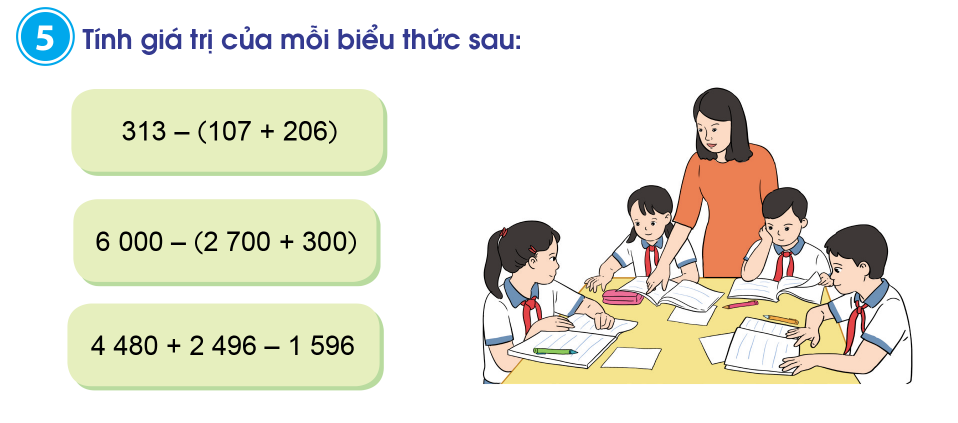 5 Tính giá trị của mỗi biểu thức sau:
313 – (107 + 206)
6 000 – (2 700 + 300)
4 480 + 2 496 – 1 596